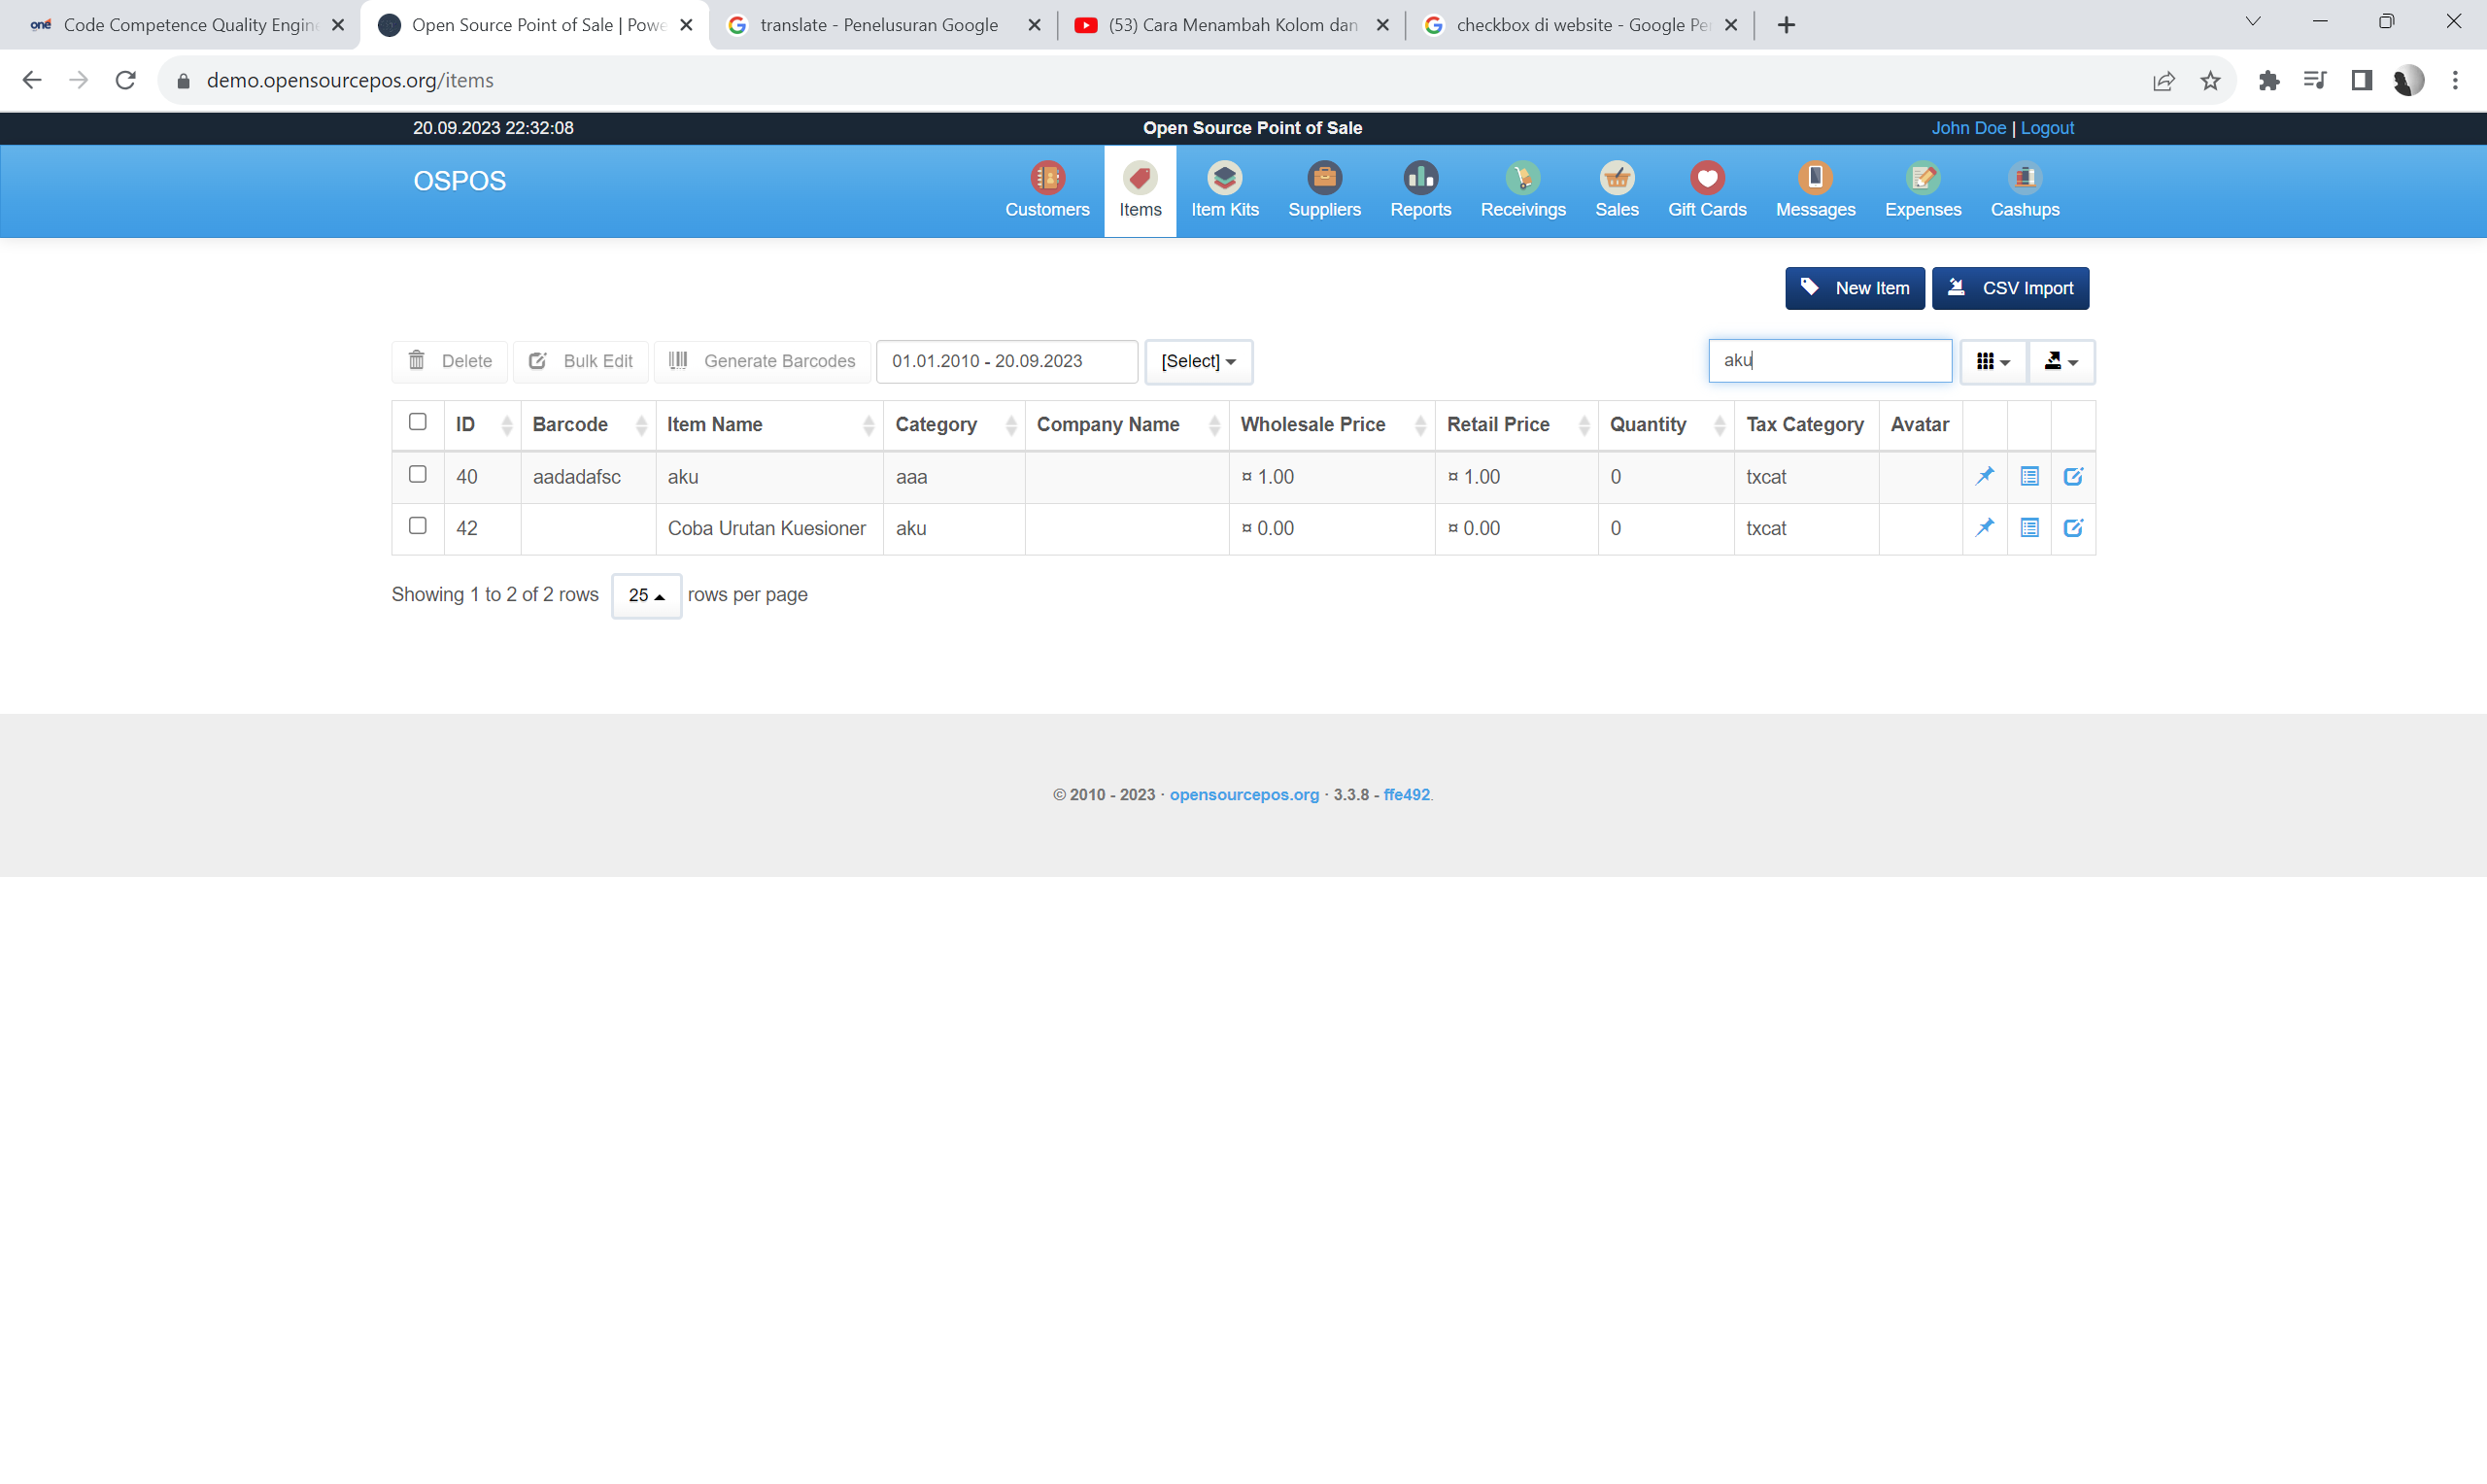 one Code Competence Quality Engine
Open Source Point of Sale | Powe
translate - Penelusuran Google
(53) Cara Menambah Kolom dan
checkbox di website - Google Pe
demo.opensourcepos.org/items
20.09.2023 22:32:08 Open Source Point of Sale John Doe | Logout
OSPOS Customers Items Item Kits Suppliers Reports Receivings Sales Gift Cards Messages Expenses Cashups
New Item CSV Import
Delete Bulk Edit Generate Barcodes 01.01.2010 - 20.09.2023 [Select] aku
ID Barcode Item Name Category Company Name Wholesale Price Retail Price Quantity Tax Category Avatar
40 aadadafsc aku aaa ¤ 1.00 ¤ 1.00 0 txcat
42 Coba Urutan Kuesioner aku ¤ 0.00 ¤ 0.00 0 txcat
Showing 1 to 2 of 2 rows 25 rows per page
© 2010 - 2023 · opensourcepos.org · 3.3.8 - ffe492.